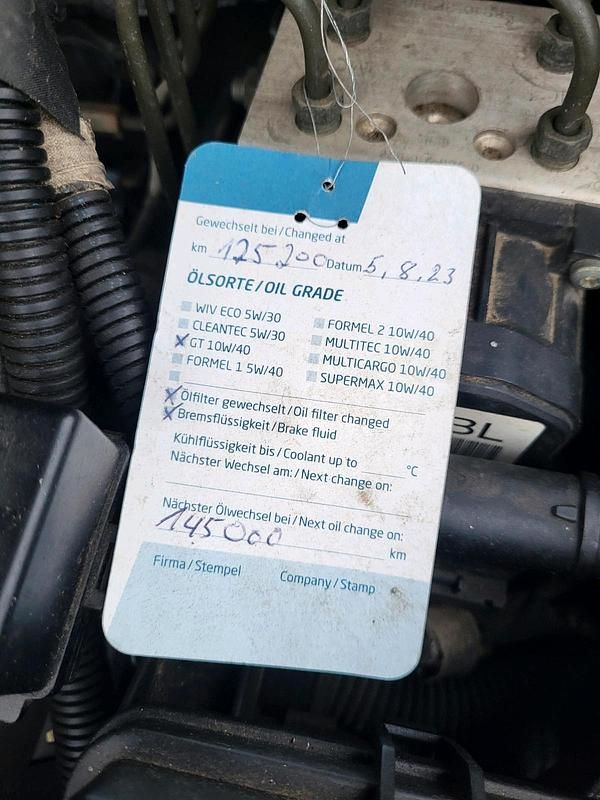 Gewechselt bei/Changed at
km 125 200 Datum 5,8,23
ÖLSORTE/OIL GRADE
WIV ECO 5W/30
CLEANTEC 5W/30
X GT 10W/40
FORMEL 1 5W/40
FORMEL 2 10W/40
MULTITEC 10W/40
MULTICARGO 10W/40
SUPERMAX 10W/40
X Ölfilter gewechselt/Oil filter changed
X Bremsflüssigkeit/Brake fluid
Kühlflüssigkeit bis/Coolant up to ____ °C
Nächster Wechsel am:/Next change on:
Nächster Ölwechsel bei/Next oil change on:
145000 km
Firma/Stempel Company/Stamp
BL